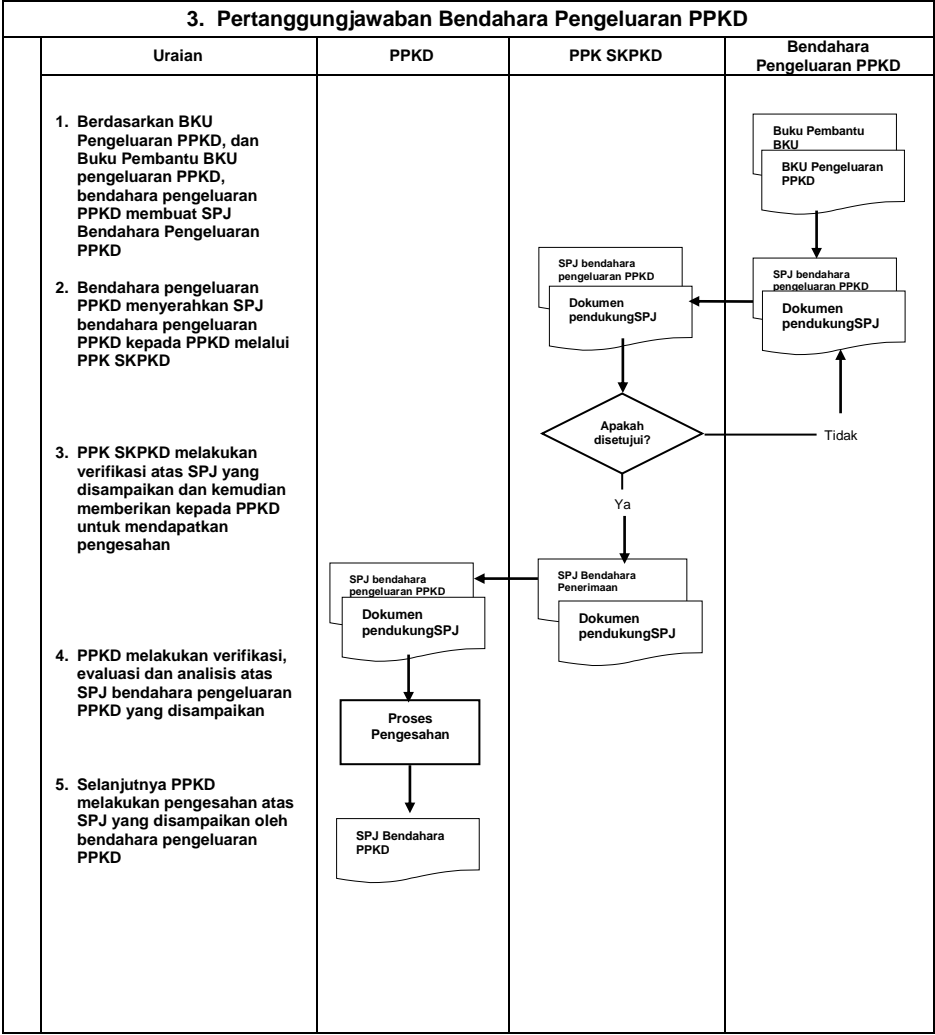 3. Pertanggungjawaban Bendahara Pengeluaran PPKD
Uraian
PPKD
PPK SKPKD
Bendahara
Pengeluaran PPKD
1. Berdasarkan BKU
Pengeluaran PPKD, dan
Buku Pembantu BKU
pengeluaran PPKD,
bendahara pengeluaran
PPKD membuat SPJ
Bendahara Pengeluaran
PPKD
2. Bendahara pengeluaran
PPKD menyerahkan SPJ
bendahara pengeluaran
PPKD kepada PPKD melalui
PPK SKPKD
3. PPK SKPKD melakukan
verifikasi atas SPJ yang
disampaikan dan kemudian
memberikan kepada PPKD
untuk mendapatkan
pengesahan
4. PPKD melakukan verifikasi,
evaluasi dan analisis atas
SPJ bendahara pengeluaran
PPKD yang disampaikan
5. Selanjutnya PPKD
melakukan pengesahan atas
SPJ yang disampaikan oleh
bendahara pengeluaran
PPKD
Buku Pembantu
BKU
BKU Pengeluaran
PPKD
SPJ bendahara
pengeluaran PPKD
Dokumen
pendukungSPJ
SPJ bendahara
pengeluaran PPKD
Dokumen
pendukungSPJ
Apakah
disetujui?
Tidak
Ya
SPJ Bendahara
Penerimaan
Dokumen
pendukungSPJ
SPJ bendahara
pengeluaran PPKD
Dokumen
pendukungSPJ
Proses
Pengesahan
SPJ Bendahara
PPKD